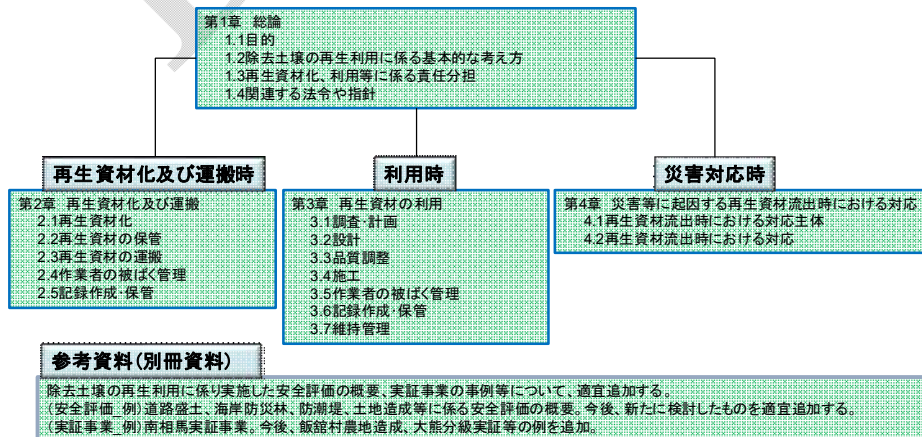 第1章 総論
1.1目的
1.2除去土壌の再生利用に係る基本的な考え方
1.3再生資材化、利用等に係る責任分担
1.4関連する法令や指針
再生資材化及び運搬時
第2章 再生資材化及び運搬
2.1再生資材化
2.2再生資材の保管
2.3再生資材の運搬
2.4作業者の被ばく管理
2.5記録作成・保管
利用時
第3章 再生資材の利用
3.1調査・計画
3.2設計
3.3品質調整
3.4施工
3.5作業者の被ばく管理
3.6記録作成・保管
3.7維持管理
災害対応時
第4章 災害等に起因する再生資材流出時における対応
4.1再生資材流出時における対応主体
4.2再生資材流出時における対応
参考資料(別冊資料)
除去土壌の再生利用に係り実施した安全評価の概要、実証事業の事例等について、適宜追加する。
(安全評価_例)道路盛土、海岸防災林、防潮堤、土地造成等に係る安全評価の概要。今後、新たに検討したものを適宜追加する。
(実証事業_例)南相馬実証事業。今後、飯舘村農地造成、大熊分級実証等の例を追加。